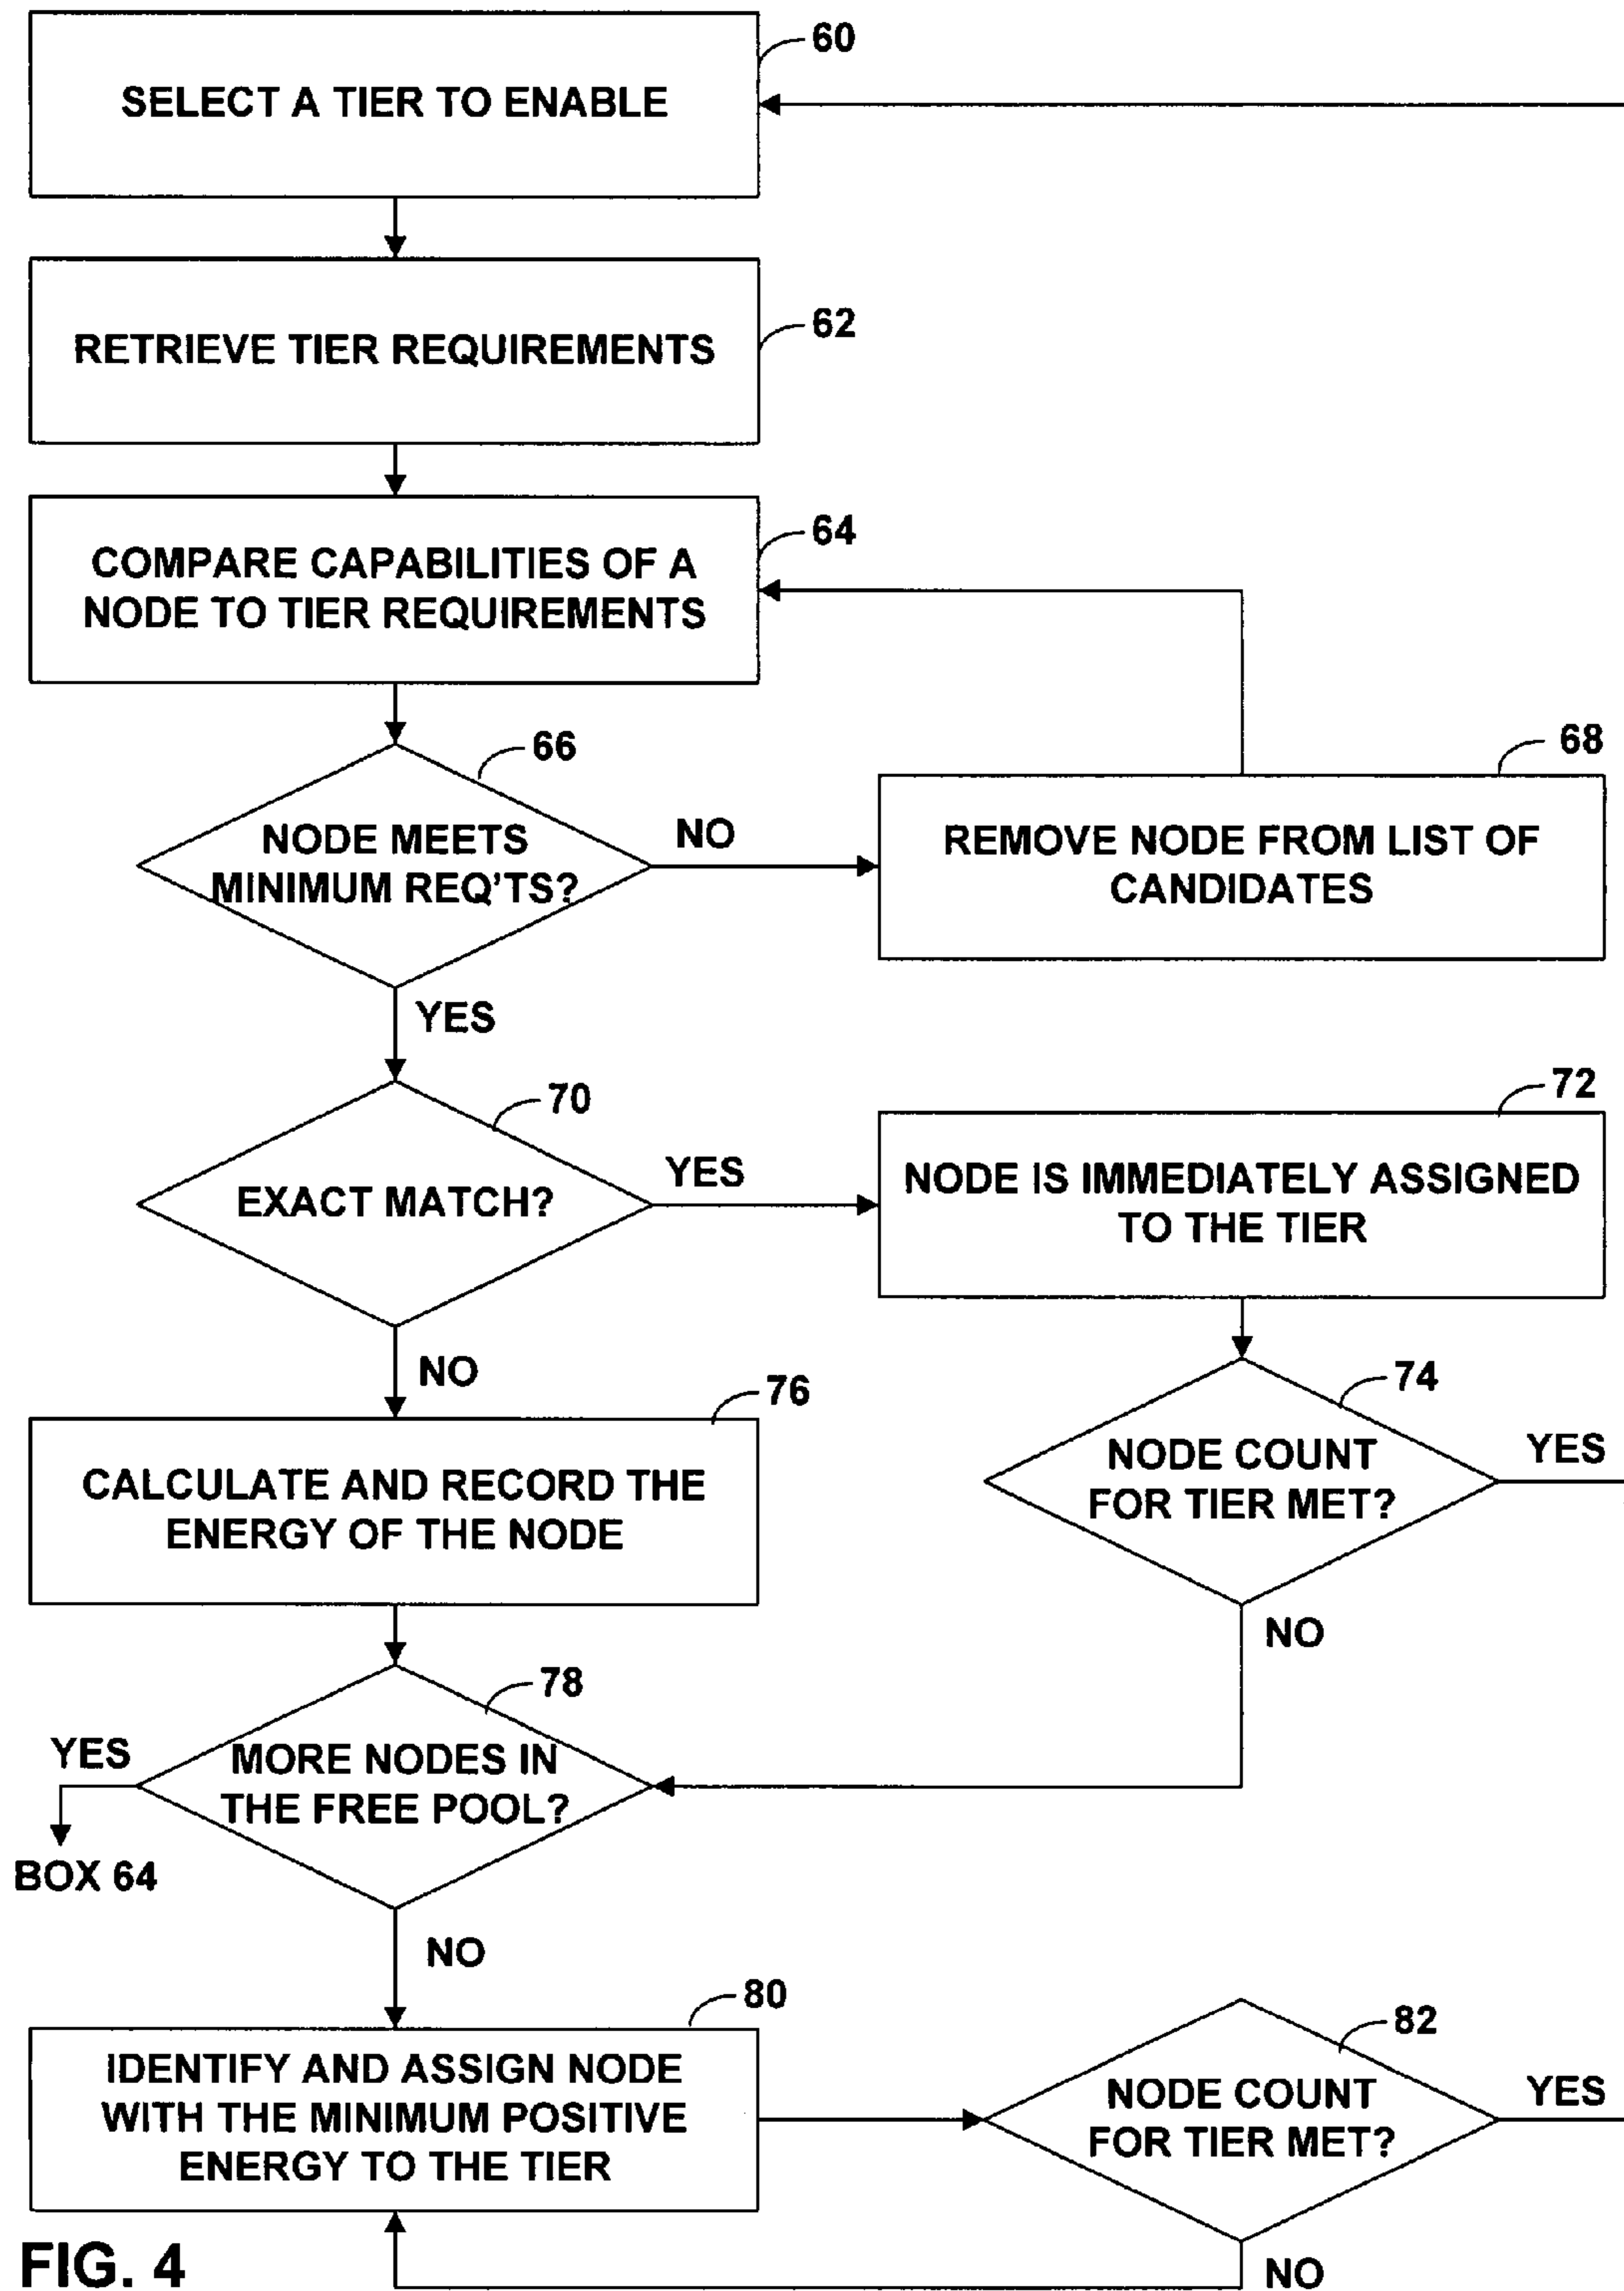 60
SELECT A TIER TO ENABLE
62
RETRIEVE TIER REQUIREMENTS
64
COMPARE CAPABILITIES OF A
NODE TO TIER REQUIREMENTS
66
NODE MEETS
MINIMUM REQ'TS?
NO
68
REMOVE NODE FROM LIST OF
CANDIDATES
YES
70
EXACT MATCH?
YES
72
NODE IS IMMEDIATELY ASSIGNED
TO THE TIER
NO
74
NODE COUNT
FOR TIER MET?
YES
NO
76
CALCULATE AND RECORD THE
ENERGY OF THE NODE
78
MORE NODES IN
THE FREE POOL?
YES
BOX 64
NO
80
IDENTIFY AND ASSIGN NODE
WITH THE MINIMUM POSITIVE
ENERGY TO THE TIER
82
NODE COUNT
FOR TIER MET?
YES
NO
FIG. 4